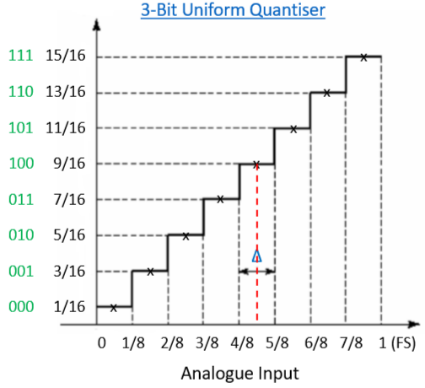 3-Bit Uniform Quantiser
111 15/16
110 13/16
101 11/16
100 9/16
011 7/16
010 5/16
001 3/16
000 1/16
Δ
0 1/8 2/8 3/8 4/8 5/8 6/8 7/8 1 (FS)
Analogue Input